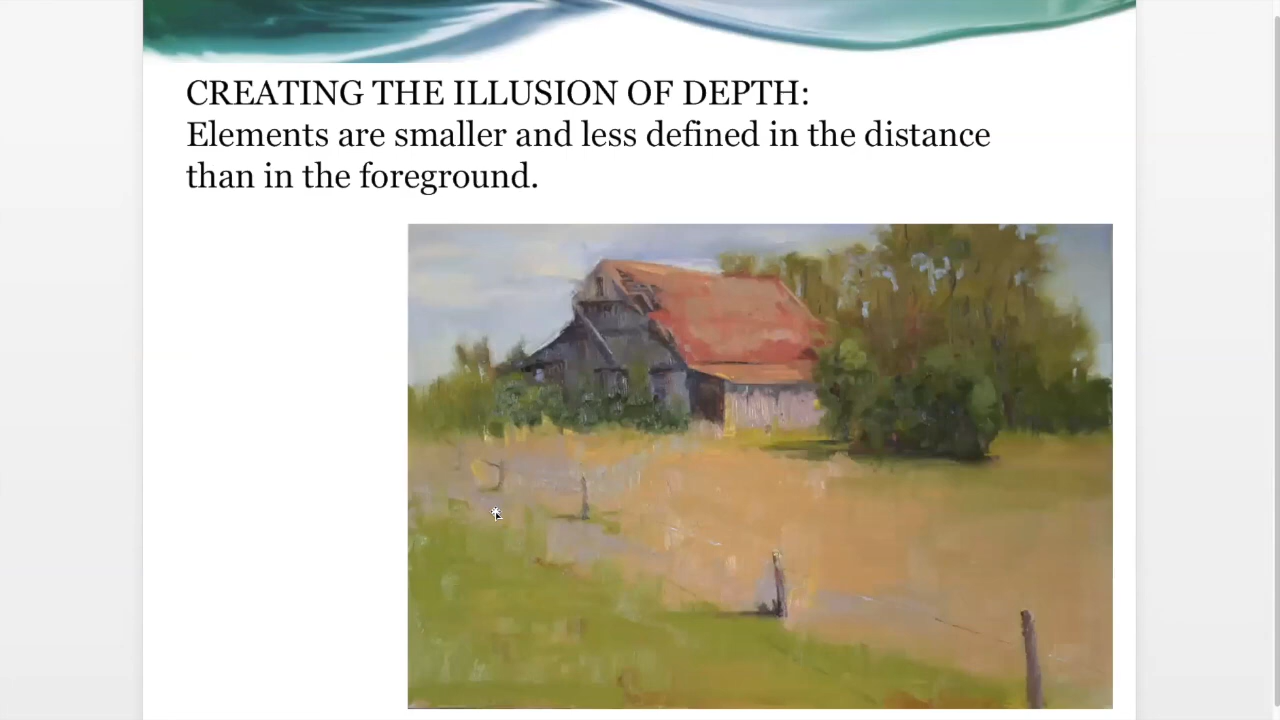 CREATING THE ILLUSION OF DEPTH:
Elements are smaller and less defined in the distance
than in the foreground.